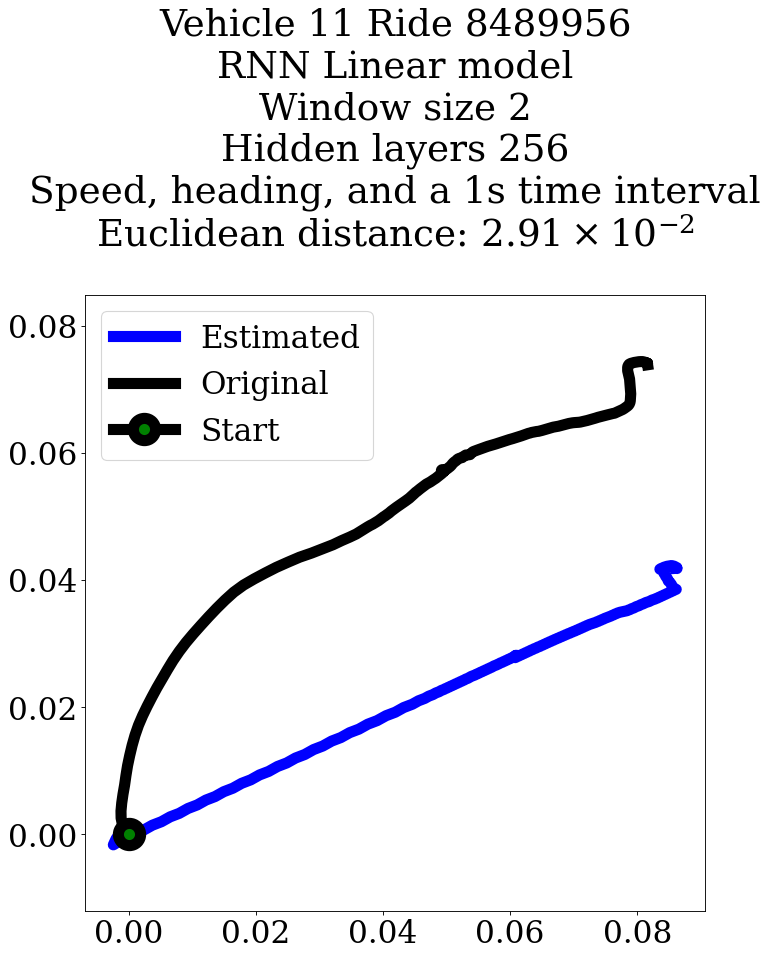 Vehicle 11 Ride 8489956
RNN Linear model
Window size 2
Hidden layers 256
Speed, heading, and a 1s time interval
Euclidean distance: 2.91 × 10⁻²
Estimated
Original
Start
0.08
0.06
0.04
0.02
0.00
0.00 0.02 0.04 0.06 0.08